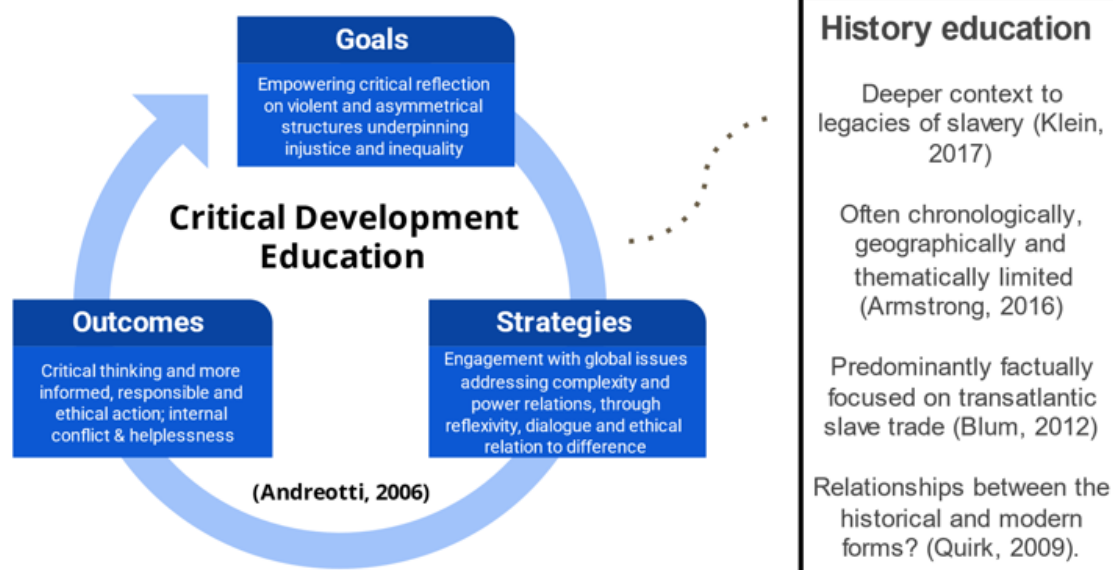 Goals
Empowering critical reflection
on violent and asymmetrical
structures underpinning
injustice and inequality
Critical Development
Education
Outcomes
Critical thinking and more
informed, responsible and
ethical action; internal
conflict & helplessness
Strategies
Engagement with global issues
addressing complexity and
power relations, through
reflexivity, dialogue and ethical
relation to difference
(Andreotti, 2006)
History education
Deeper context to
legacies of slavery (Klein,
2017)
Often chronologically,
geographically and
thematically limited
(Armstrong, 2016)
Predominantly factually
focused on transatlantic
slave trade (Blum, 2012)
Relationships between the
historical and modern
forms? (Quirk, 2009).